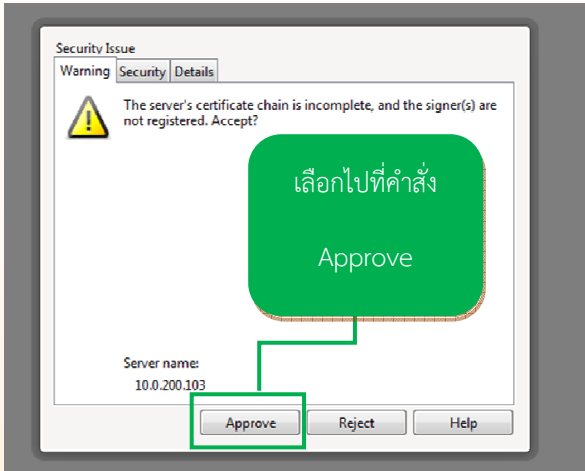 Security Issue
Warning Security Details
The server's certificate chain is incomplete, and the signer(s) are
not registered. Accept?
เลือกไปที่คำสั่ง
Approve
Server name:
10.0.200.103
Approve Reject Help